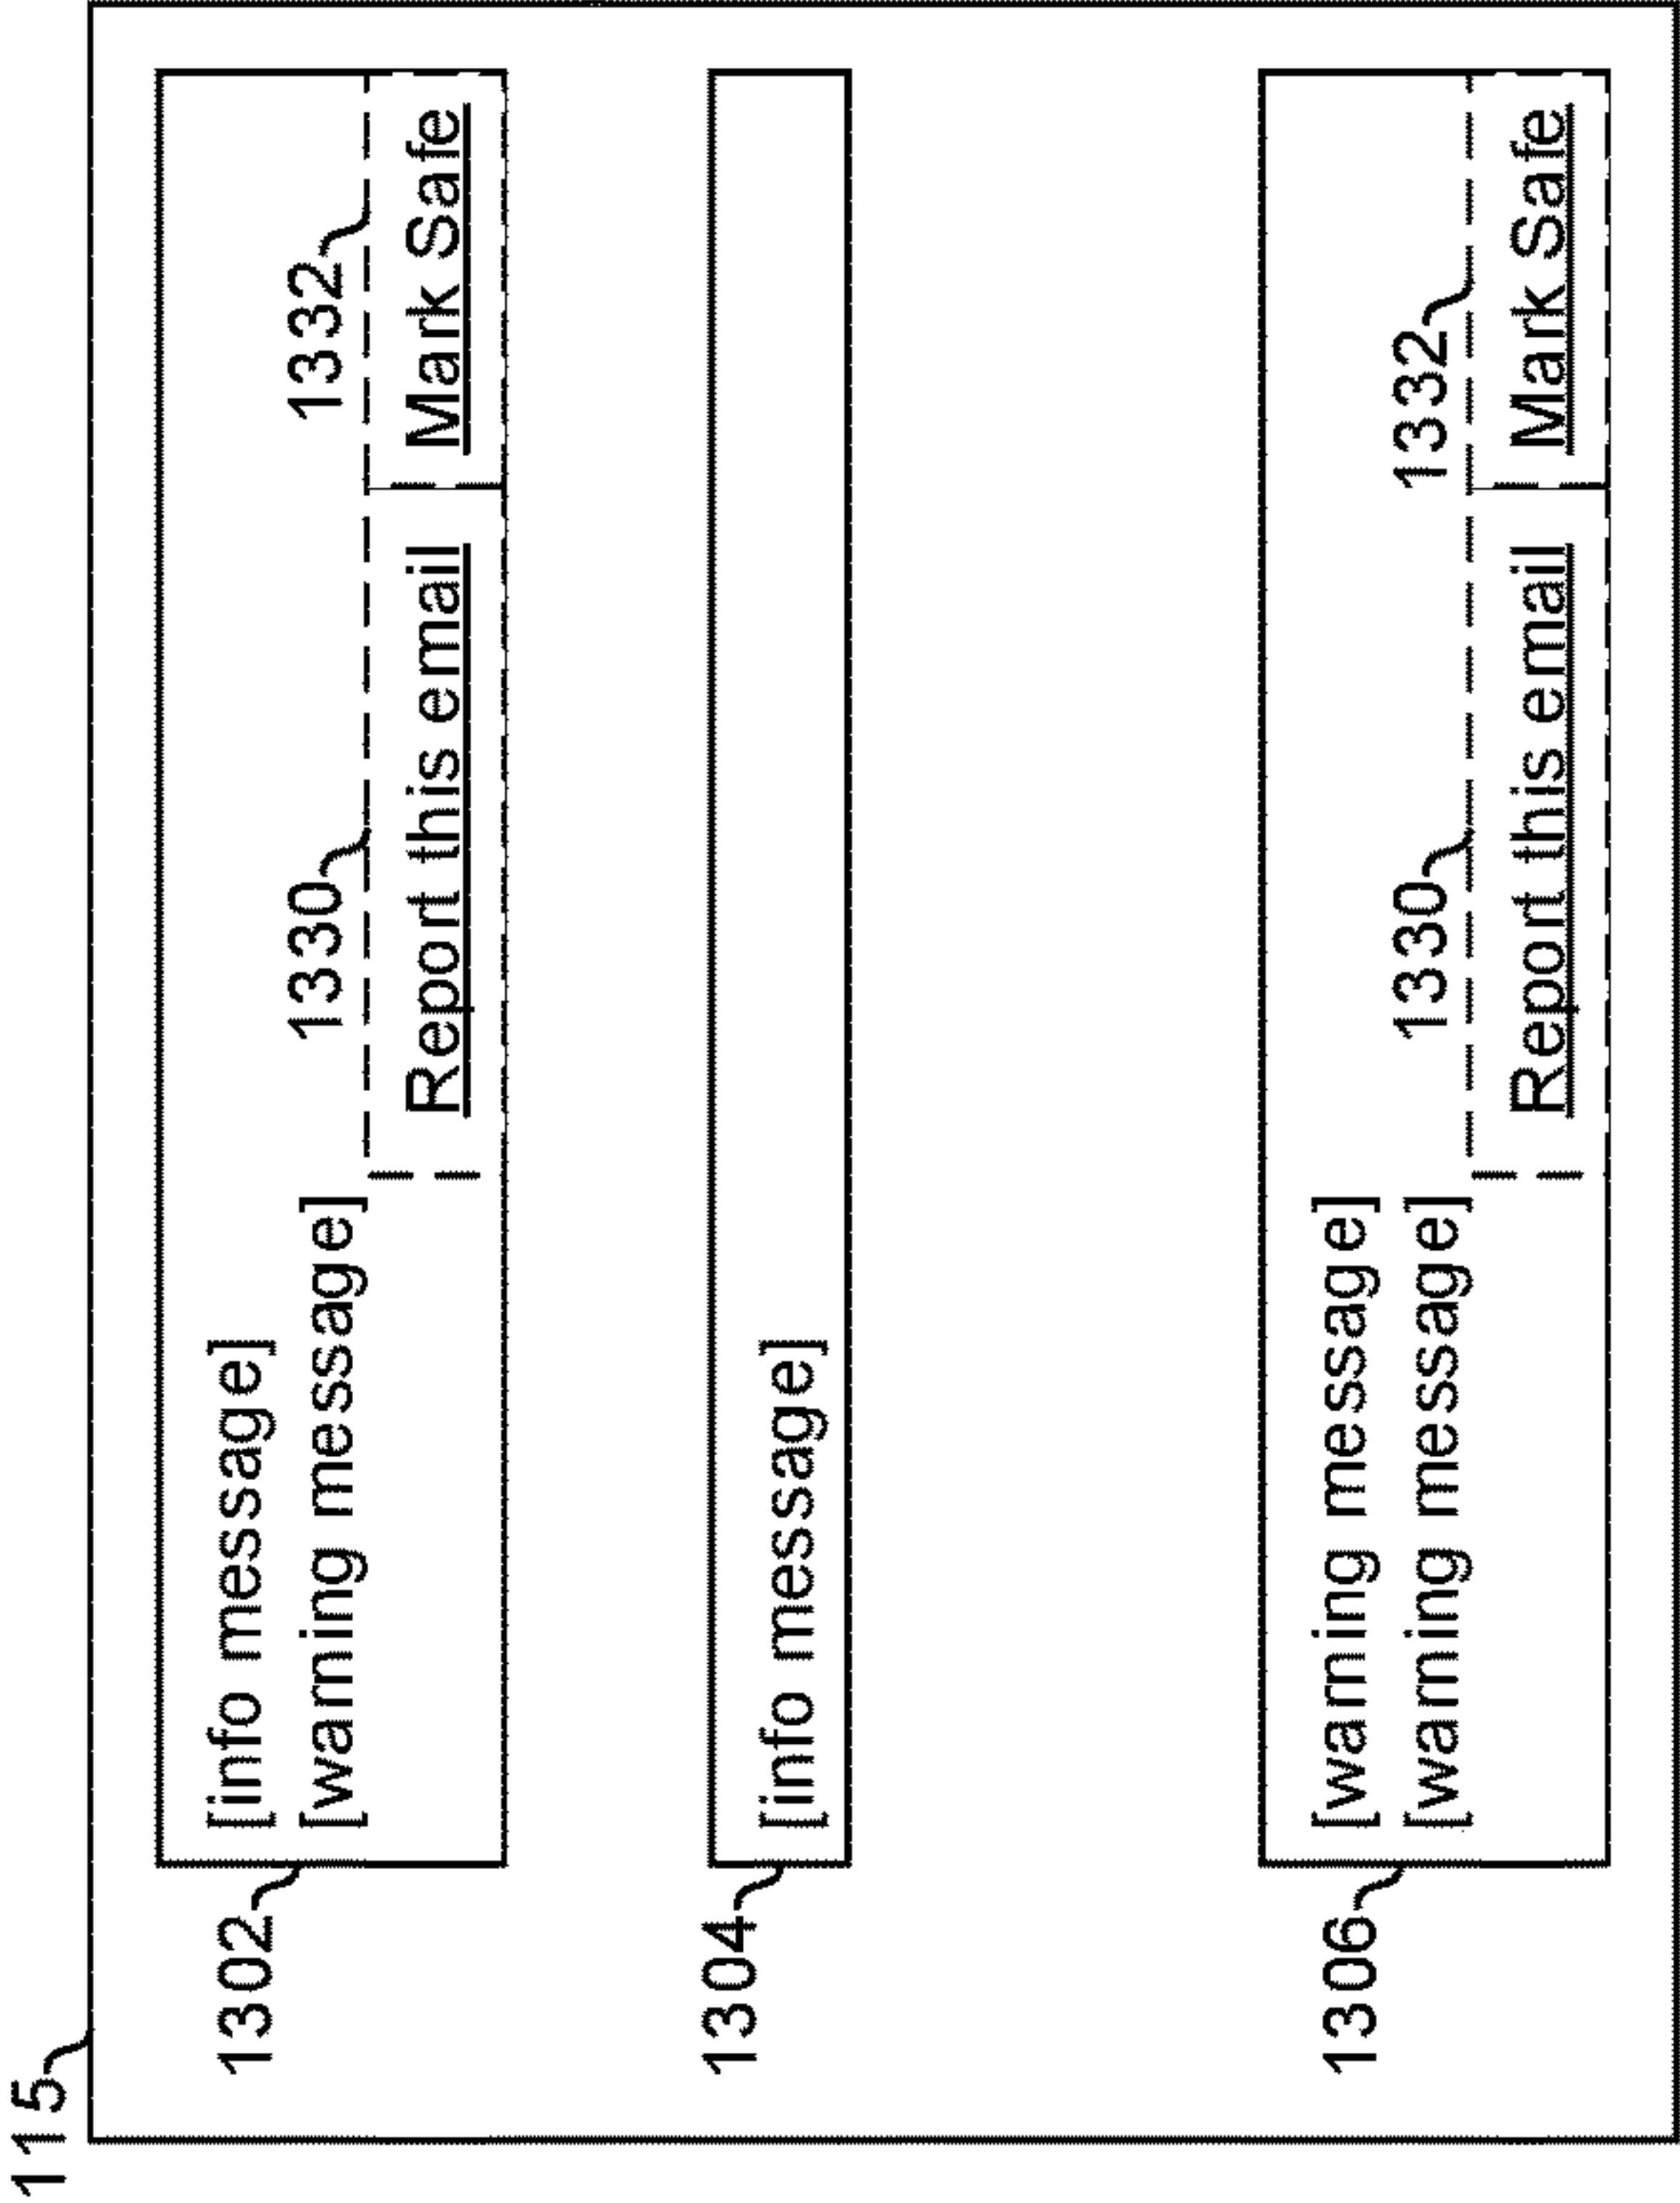 115
1302
[info message]
[warning message]
1330
1332
Report this email
Mark Safe
1304
[info message]
1306
[warning message]
[warning message]
1330
1332
Report this email
Mark Safe